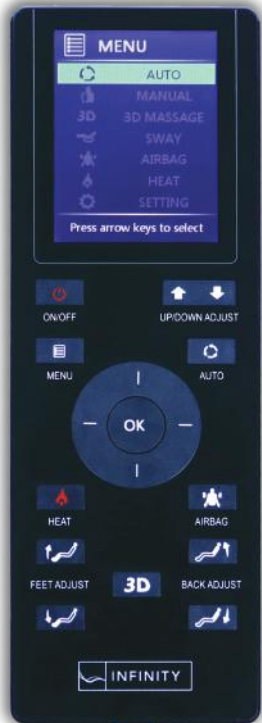 MENU
AUTO
MANUAL
3D 3D MASSAGE
SWAY
AIRBAG
HEAT
SETTING
Press arrow keys to select
ON/OFF UP/DOWN ADJUST
MENU AUTO
OK
HEAT AIRBAG
FEET ADJUST 3D BACK ADJUST
INFINITY